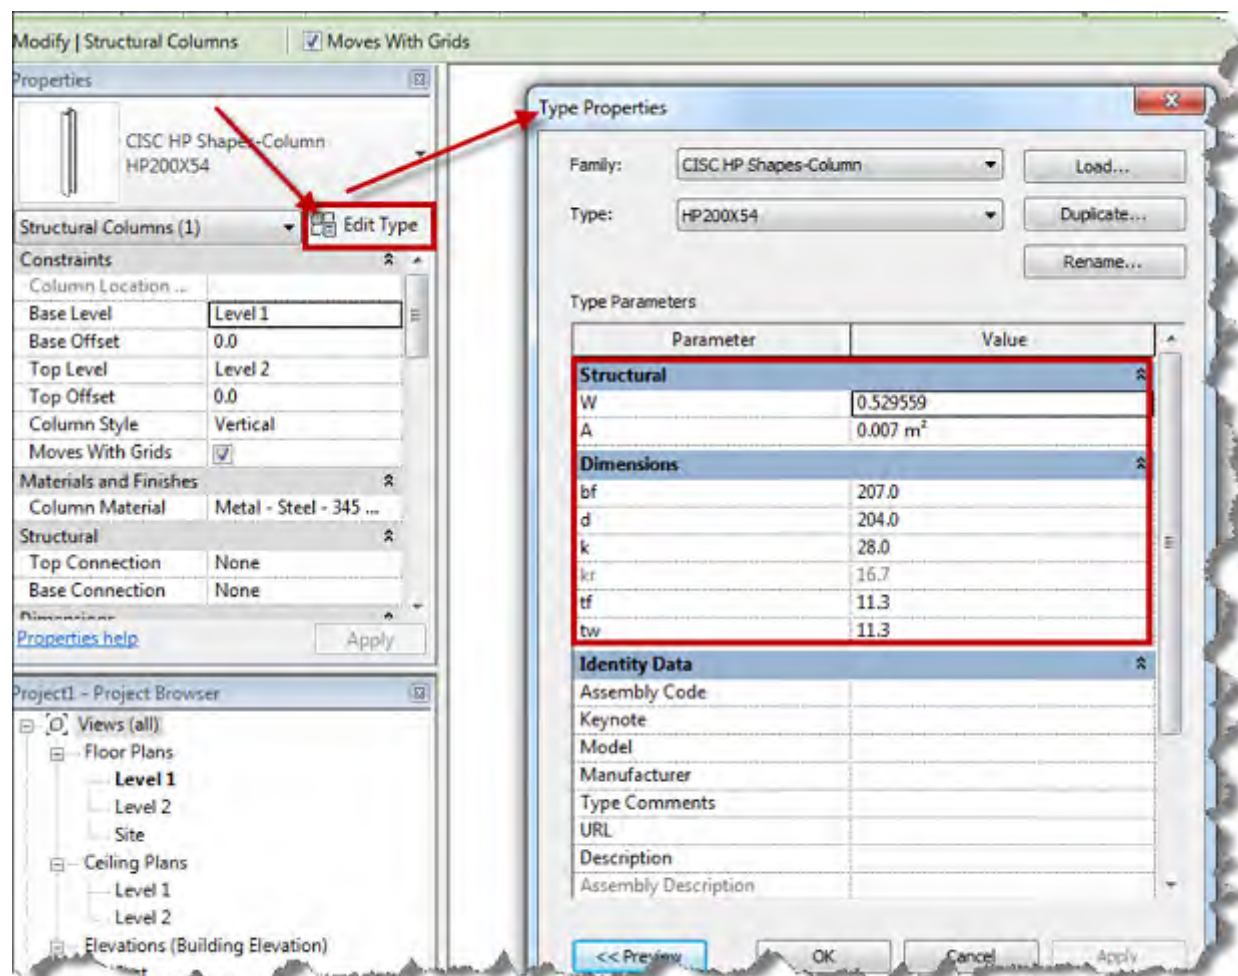 Modify | Structural Columns Moves With Grids
Properties
CISC HP Shapes-Column
HP200X54
Structural Columns (1) Edit Type
Constraints
Column Location ...
Base Level Level 1
Base Offset 0.0
Top Level Level 2
Top Offset 0.0
Column Style Vertical
Moves With Grids
Materials and Finishes
Column Material Metal - Steel - 345 ...
Structural
Top Connection None
Base Connection None
Dimensions
Properties help Apply
Project1 - Project Browser
Views (all)
Floor Plans
Level 1
Level 2
Site
Ceiling Plans
Level 1
Level 2
Elevations (Building Elevation)
Type Properties
Family: CISC HP Shapes-Column Load...
Type: HP200X54 Duplicate...
Rename...
Type Parameters
Parameter Value
Structural
W 0.529559
A 0.007 m²
Dimensions
bf 207.0
d 204.0
k 28.0
kr 16.7
tf 11.3
tw 11.3
Identity Data
Assembly Code
Keynote
Model
Manufacturer
Type Comments
URL
Description
Assembly Description
<< Preview OK Cancel Apply